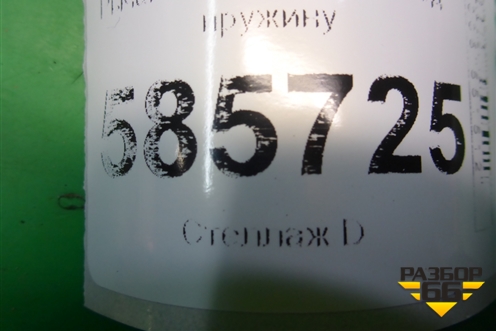 пружину
585725
Стеллаж D
РАЗБОР
66